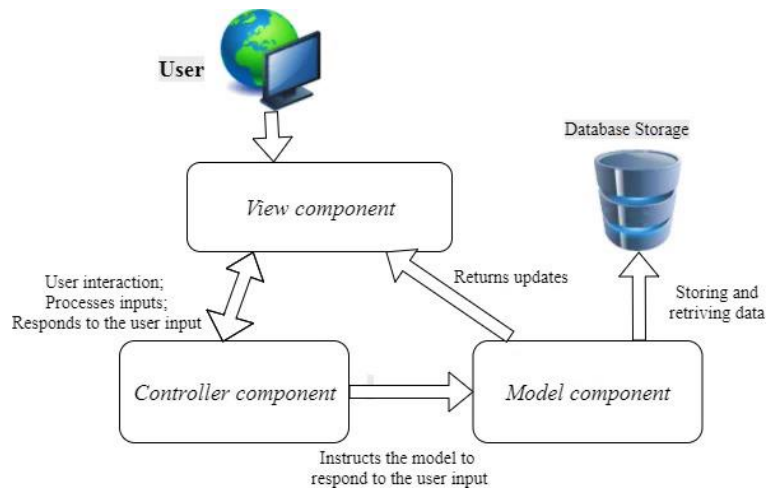 User
Database Storage
View component
User interaction;
Processes inputs;
Responds to the user input
Returns updates
Storing and
retriving data
Controller component
Model component
Instructs the model to
respond to the user input